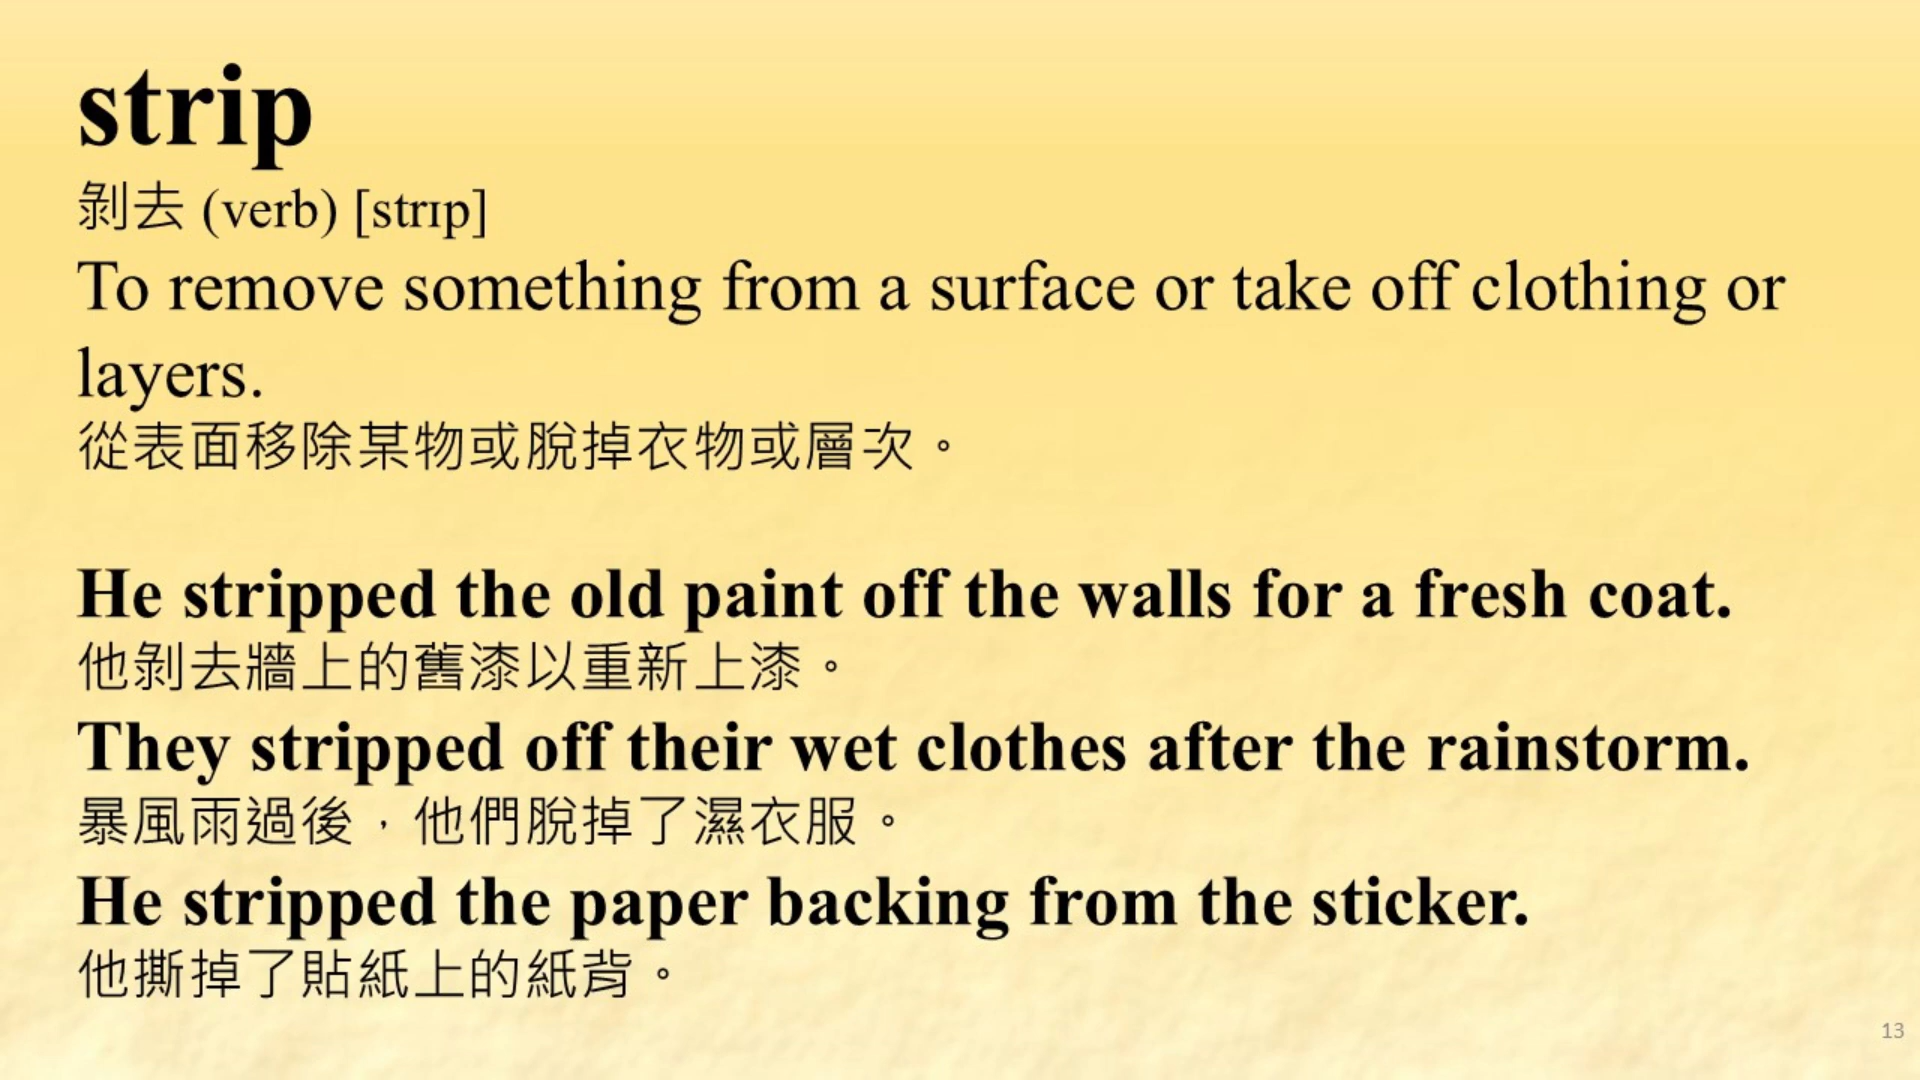 strip
剝去 (verb) [strɪp]
To remove something from a surface or take off clothing or
layers.
從表面移除某物或脫掉衣物或層次。
He stripped the old paint off the walls for a fresh coat.
他剝去牆上的舊漆以重新上漆。
They stripped off their wet clothes after the rainstorm.
暴風雨過後，他們脫掉了濕衣服。
He stripped the paper backing from the sticker.
他撕掉了貼紙上的紙背。
13